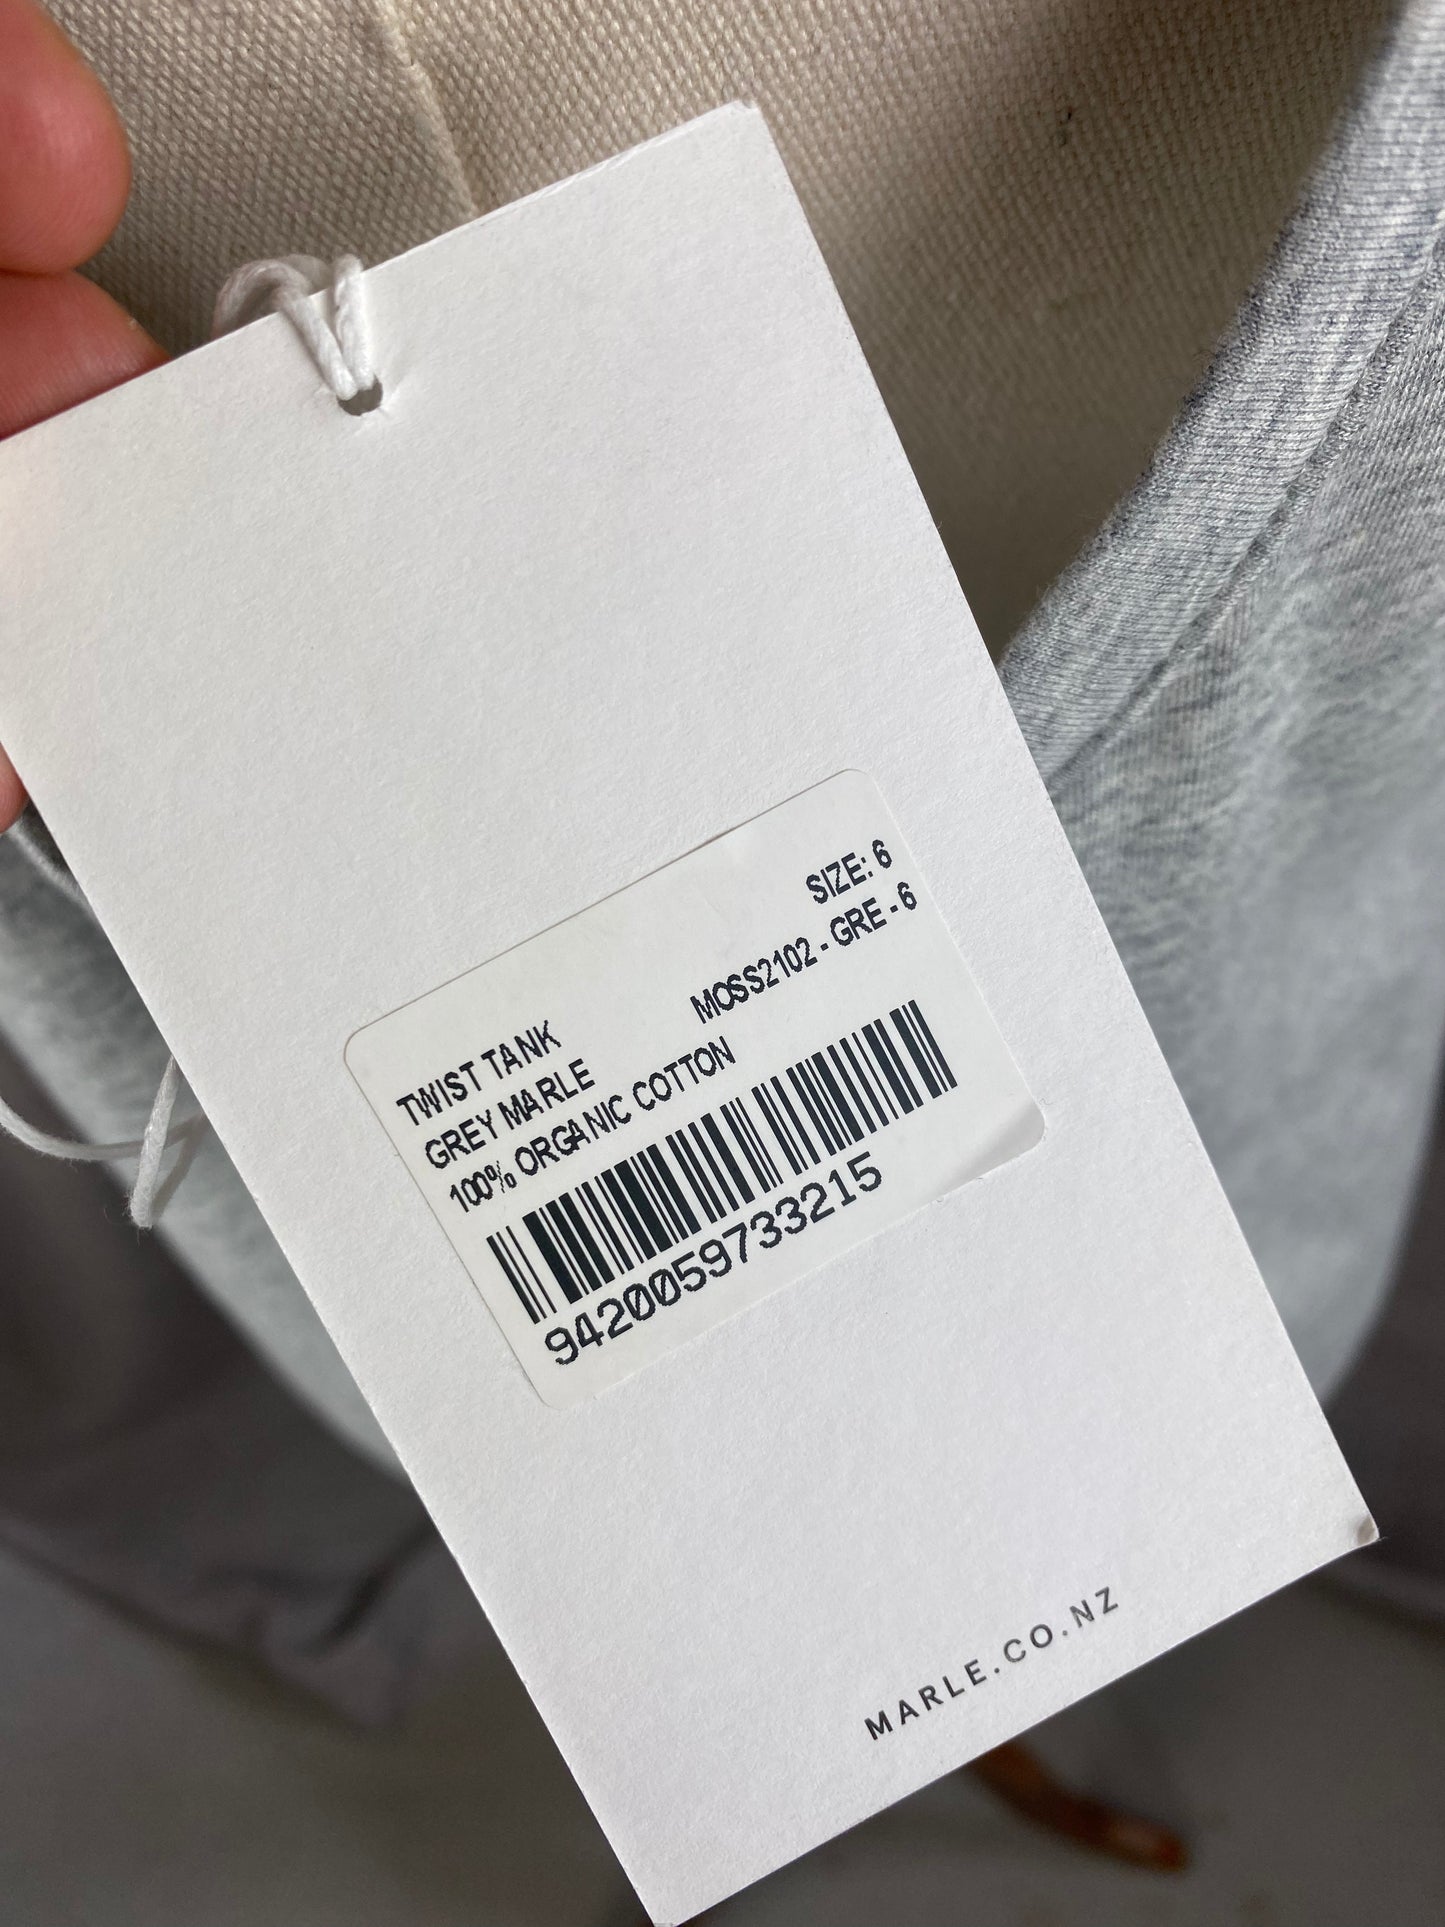 SIZE: 6
MOSS2102 - GRE - 6
TWIST TANK
GREY MARLE
100% ORGANIC COTTON
9420059733215
MARLE.CO.NZ